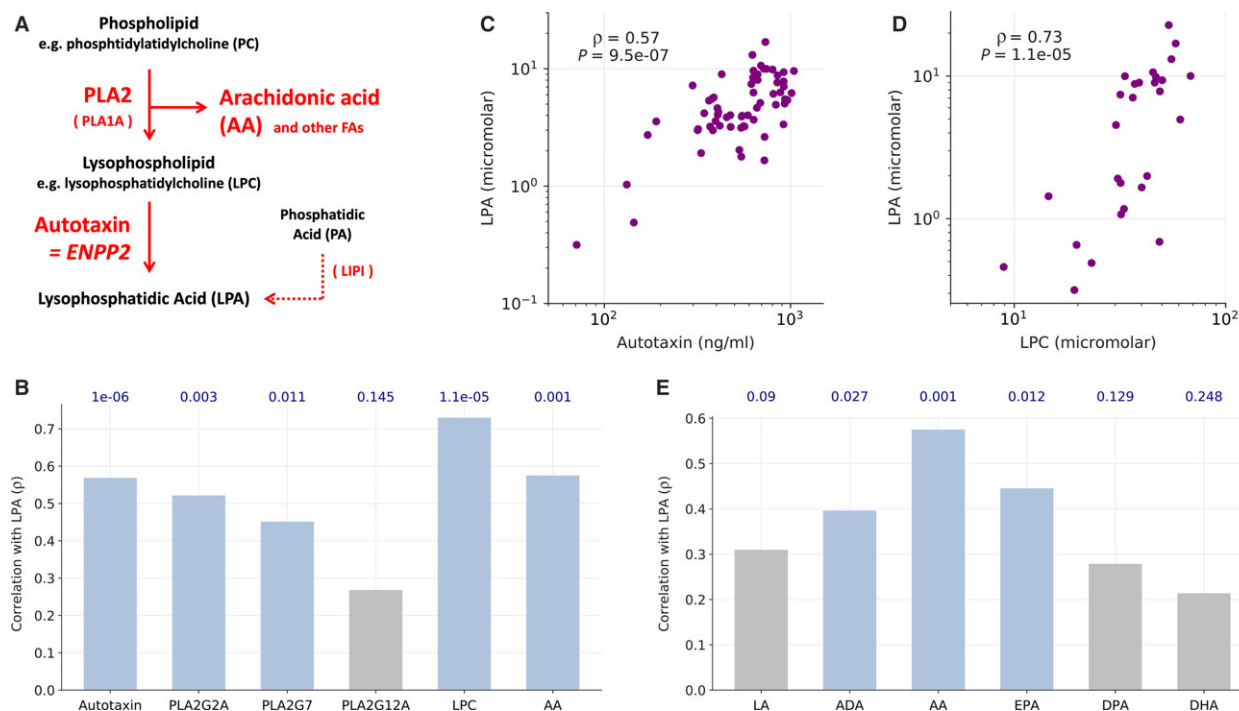 A
Phospholipid
e.g. phosphtidylatidylcholine (PC)
PLA2
( PLA1A )
Arachidonic acid
(AA) and other FAs
Lysophospholipid
e.g. lysophosphatidylcholine (LPC)
Autotaxin
= ENPP2
Phosphatidic
Acid (PA)
( LIPI )
Lysophosphatidic Acid (LPA)
C
ρ = 0.57
P = 9.5e-07
LPA (micromolar)
10¹
10⁰
10⁻¹
10² 10³
Autotaxin (ng/ml)
D
ρ = 0.73
P = 1.1e-05
LPA (micromolar)
10¹
10⁰
10¹ 10²
LPC (micromolar)
B
1e-06 0.003 0.011 0.145 1.1e-05 0.001
Correlation with LPA (ρ)
0.7
0.6
0.5
0.4
0.3
0.2
0.1
0.0
Autotaxin PLA2G2A PLA2G7 PLA2G12A LPC AA
E
0.09 0.027 0.001 0.012 0.129 0.248
Correlation with LPA (ρ)
0.6
0.5
0.4
0.3
0.2
0.1
0.0
LA ADA AA EPA DPA DHA